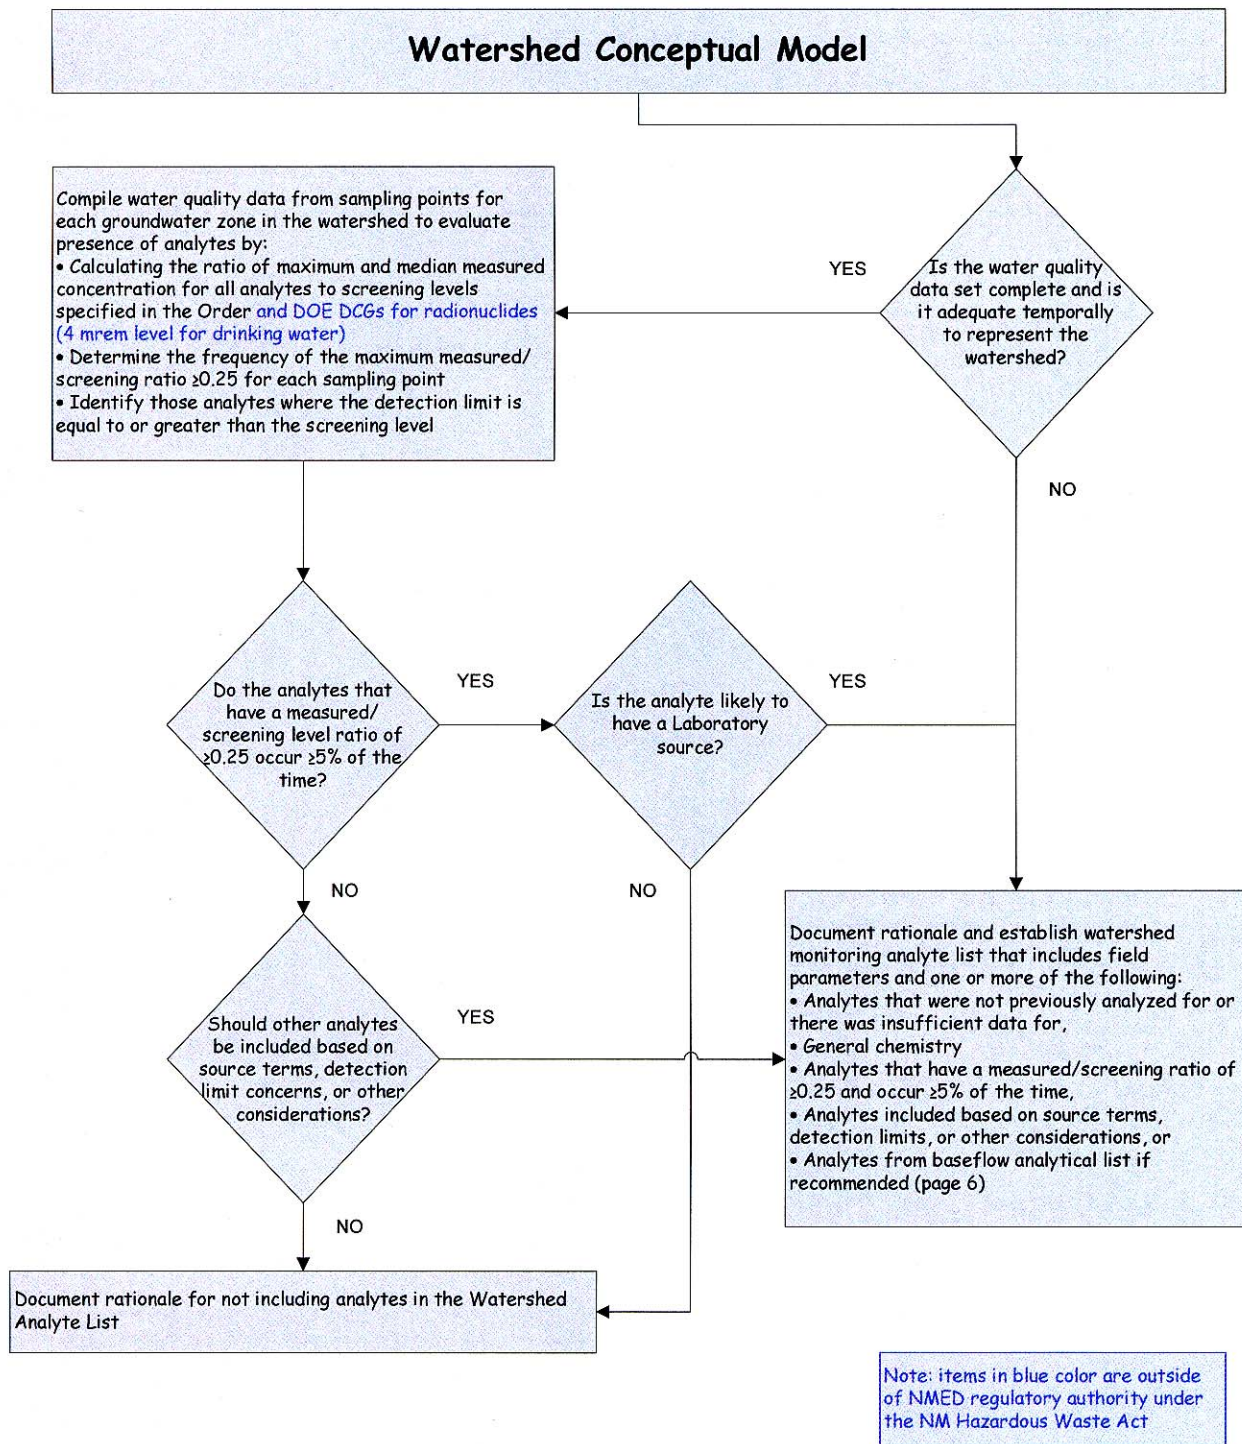 Watershed Conceptual Model
Compile water quality data from sampling points for
each groundwater zone in the watershed to evaluate
presence of analytes by:
• Calculating the ratio of maximum and median measured
concentration for all analytes to screening levels
specified in the Order and DOE DCGs for radionuclides
(4 mrem level for drinking water)
• Determine the frequency of the maximum measured/
screening ratio ≥0.25 for each sampling point
• Identify those analytes where the detection limit is
equal to or greater than the screening level
YES
Is the water quality
data set complete and is
it adequate temporally
to represent the
watershed?
NO
Do the analytes that
have a measured/
screening level ratio of
≥0.25 occur ≥5% of the
time?
YES
Is the analyte likely to
have a Laboratory
source?
YES
NO
NO
Should other analytes
be included based on
source terms, detection
limit concerns, or other
considerations?
YES
Document rationale and establish watershed
monitoring analyte list that includes field
parameters and one or more of the following:
• Analytes that were not previously analyzed for or
there was insufficient data for,
• General chemistry
• Analytes that have a measured/screening ratio of
≥0.25 and occur ≥5% of the time,
• Analytes included based on source terms,
detection limits, or other considerations, or
• Analytes from baseflow analytical list if
recommended (page 6)
NO
Document rationale for not including analytes in the Watershed
Analyte List
Note: items in blue color are outside
of NMED regulatory authority under
the NM Hazardous Waste Act